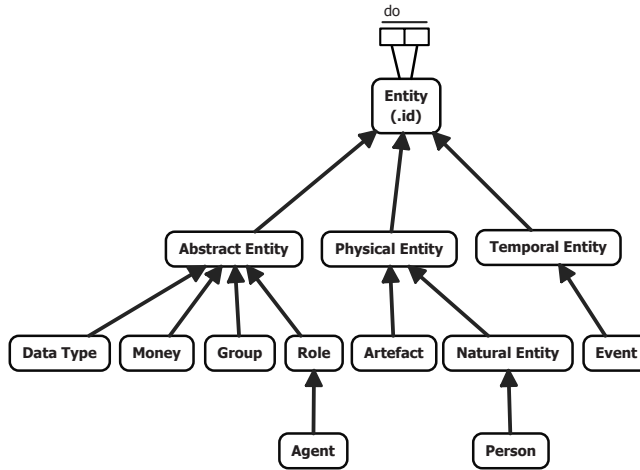 do
Entity
(.id)
Abstract Entity
Physical Entity
Temporal Entity
Data Type
Money
Group
Role
Artefact
Natural Entity
Event
Agent
Person